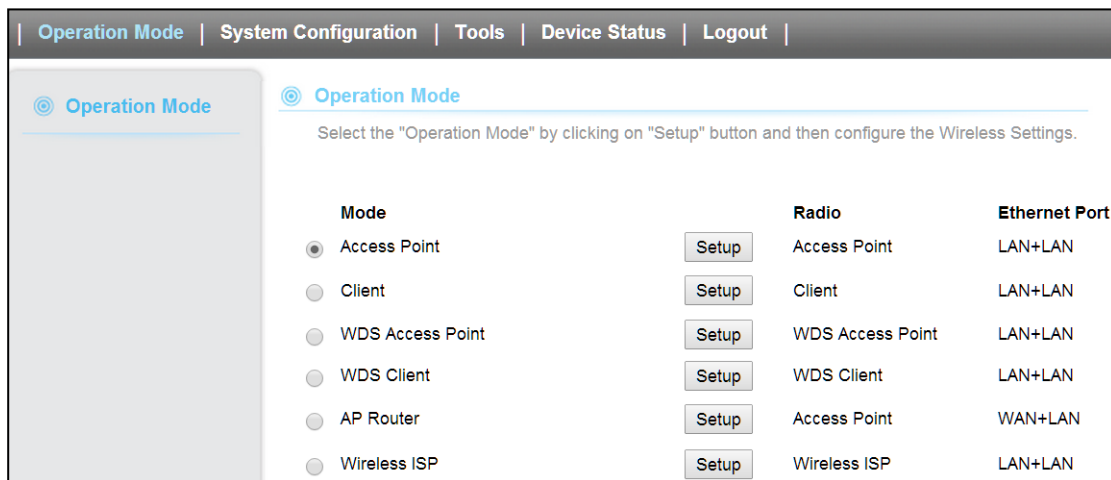 | Operation Mode | System Configuration | Tools | Device Status | Logout |
Operation Mode
Operation Mode
Select the "Operation Mode" by clicking on "Setup" button and then configure the Wireless Settings.
Mode Radio Ethernet Port
Access Point Setup Access Point LAN+LAN
Client Setup Client LAN+LAN
WDS Access Point Setup WDS Access Point LAN+LAN
WDS Client Setup WDS Client LAN+LAN
AP Router Setup Access Point WAN+LAN
Wireless ISP Setup Wireless ISP LAN+LAN